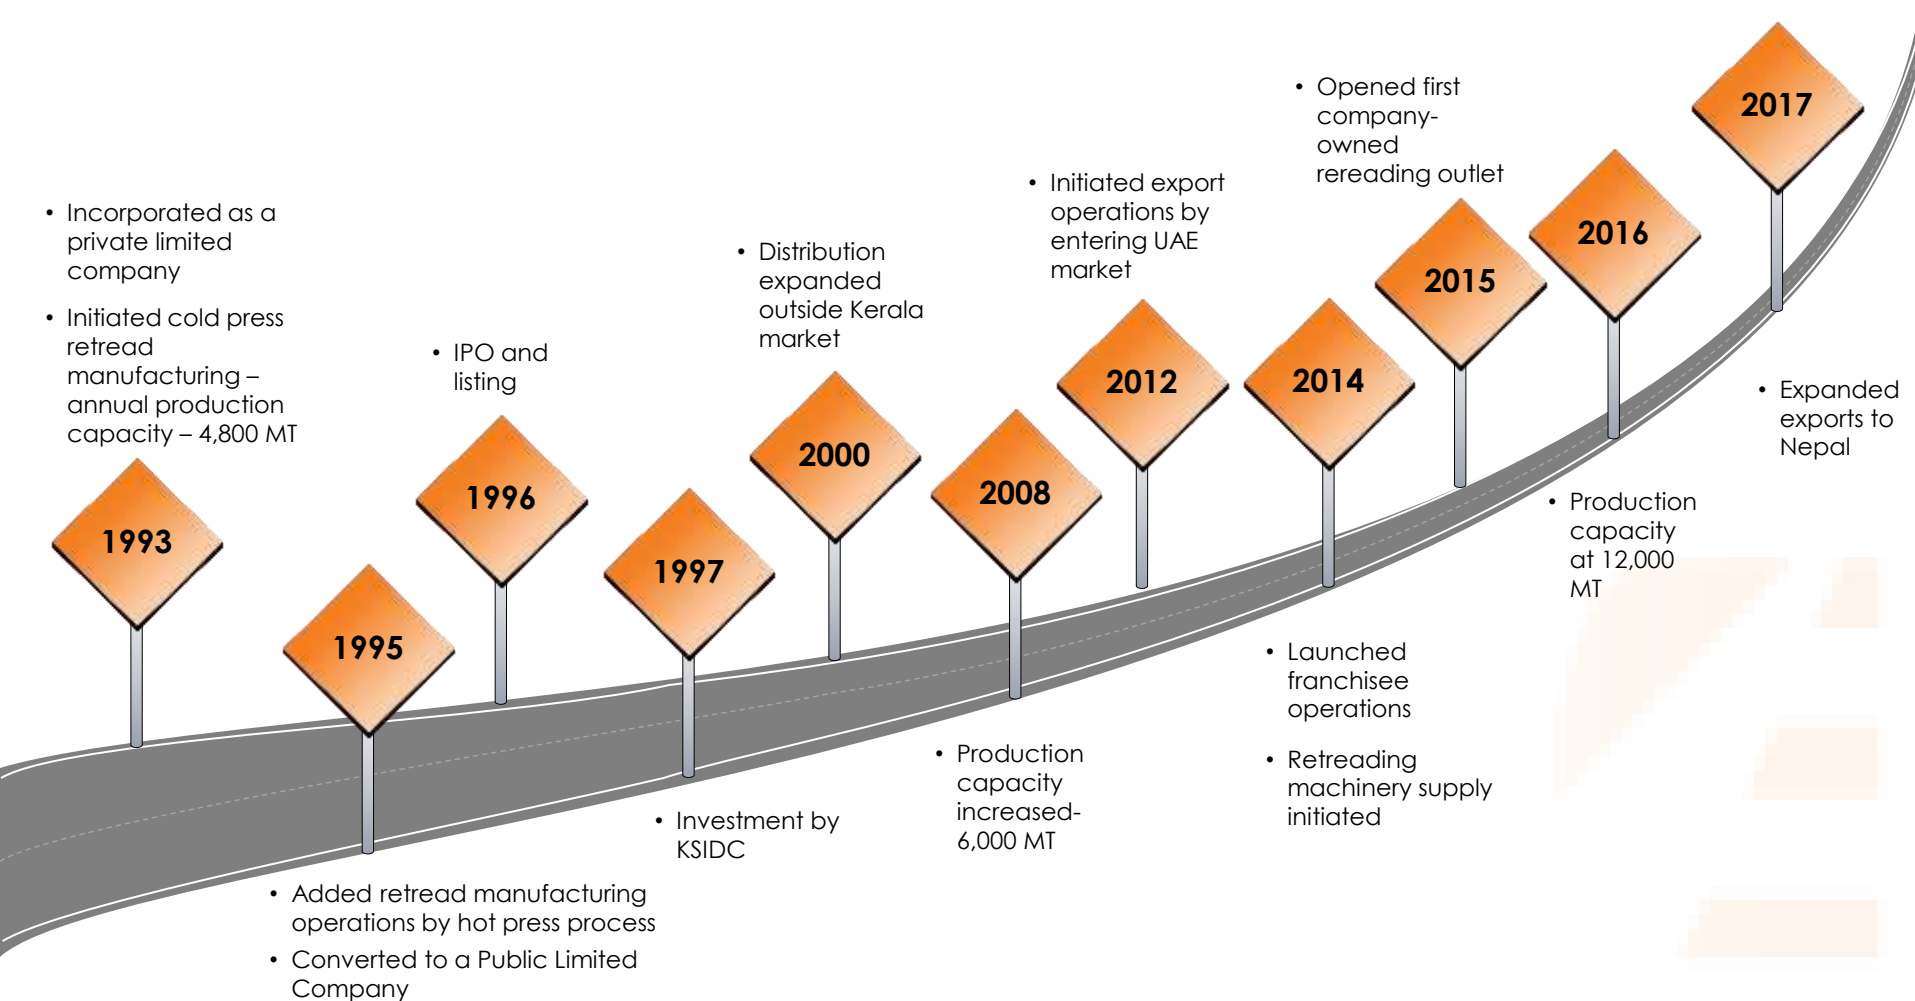 • Incorporated as a
private limited
company
• Initiated cold press
retread
manufacturing –
annual production
capacity – 4,800 MT
1993
1995
• Added retread manufacturing
operations by hot press process
• Converted to a Public Limited
Company
• IPO and
listing
1996
1997
• Investment by
KSIDC
• Distribution
expanded
outside Kerala
market
2000
2008
• Production
capacity
increased-
6,000 MT
• Initiated export
operations by
entering UAE
market
2012
2014
• Launched
franchisee
operations
• Retreading
machinery supply
initiated
• Opened first
company-
owned
rereading outlet
2015
2016
• Production
capacity
at 12,000
MT
2017
• Expanded
exports to
Nepal